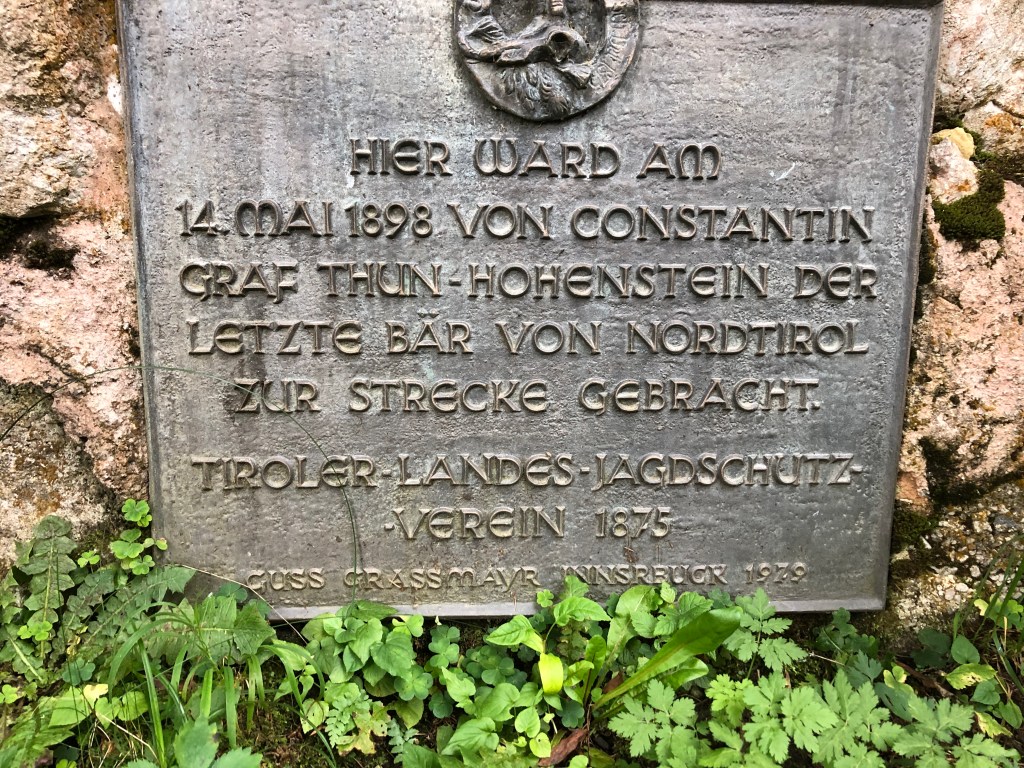 HIER WARD AM
14. MAI 1898 VON CONSTANTIN
GRAF THUN-HOHENSTEIN DER
LETZTE BÄR VON NORDTIROL
ZUR STRECKE GEBRACHT.
TIROLER-LANDES-JAGDSCHUTZ-
-VEREIN 1875
GUSS GRASSMAYR INNSBRUCK 1979